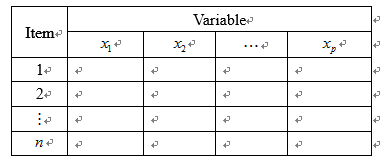 Item Variable
x₁ x₂ ⋯ xₚ
1
2
⋮
n